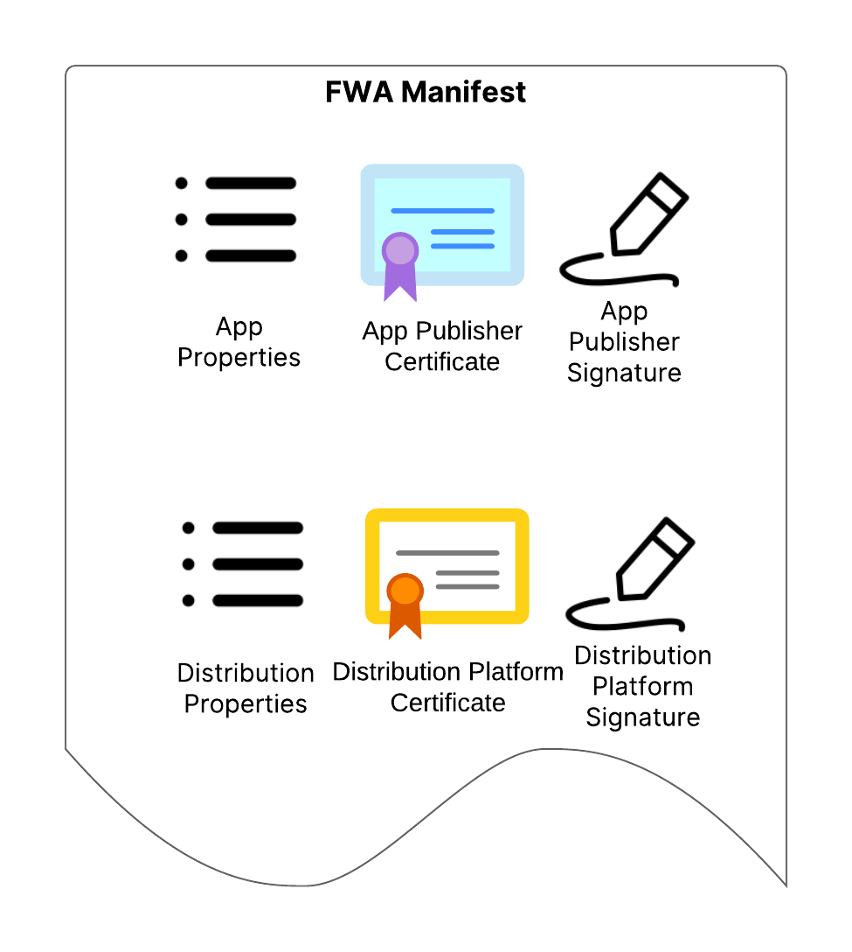 FWA Manifest
App
Properties
App Publisher
Certificate
App
Publisher
Signature
Distribution
Properties
Distribution Platform
Certificate
Distribution
Platform
Signature